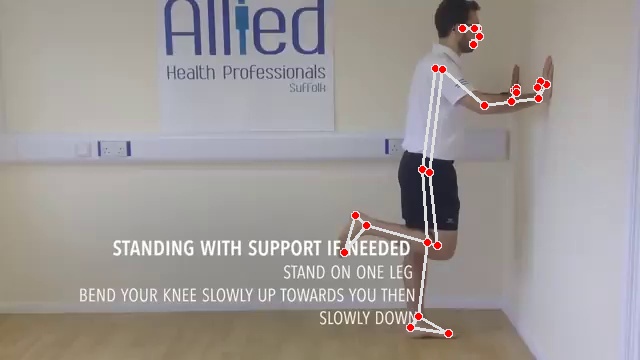 Allied
Health Professionals
Suffolk
STANDING WITH SUPPORT IF NEEDED
STAND ON ONE LEG
BEND YOUR KNEE SLOWLY UP TOWARDS YOU THEN
SLOWLY DOWN